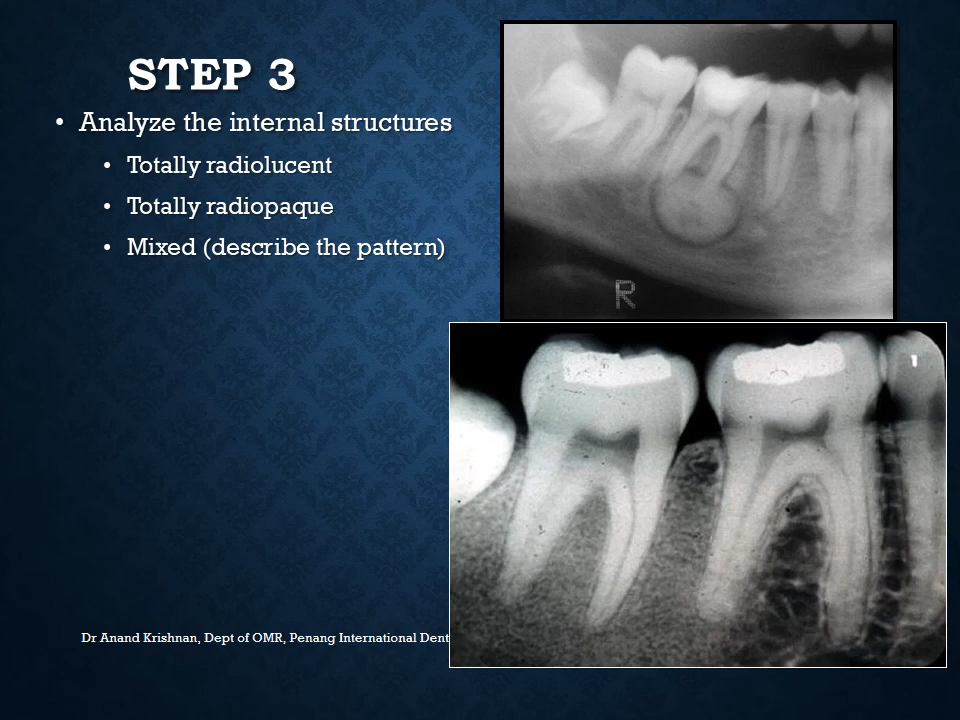 STEP 3
• Analyze the internal structures
• Totally radiolucent
• Totally radiopaque
• Mixed (describe the pattern)
R
Dr Anand Krishnan, Dept of OMR, Penang International Dent